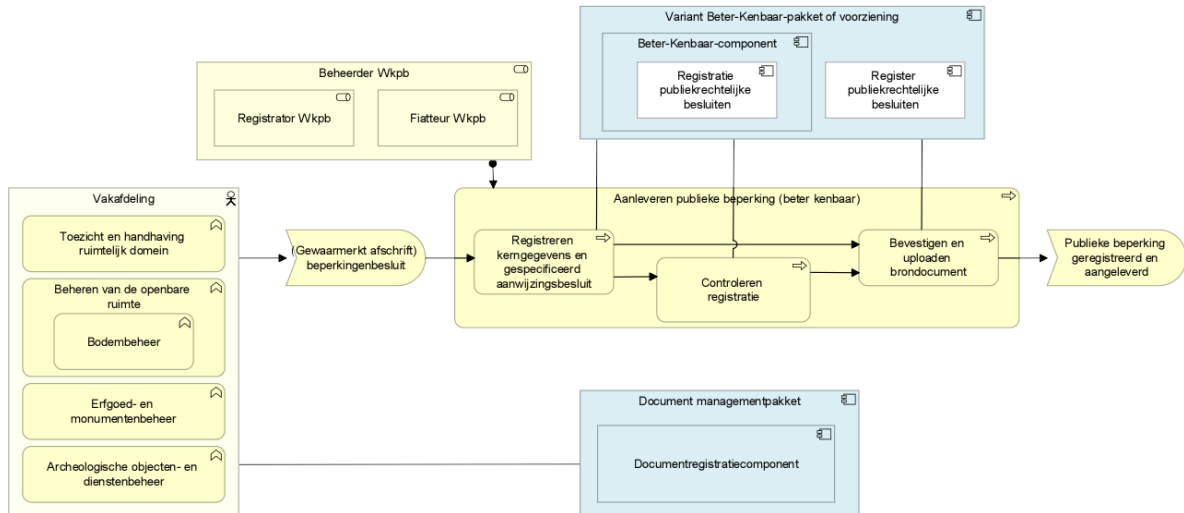 Variant Beter-Kenbaar-pakket of voorziening
Beter-Kenbaar-component
Registratie
publiekrechtelijke
besluiten
Register
publiekrechtelijke
besluiten
Beheerder Wkpb
Registrator Wkpb
Fiatteur Wkpb
Vakafdeling
Toezicht en handhaving
ruimtelijk domein
Beheren van de openbare
ruimte
Bodembeheer
Erfgoed- en
monumentenbeheer
Archeologische objecten- en
dienstenbeheer
(Gewaarmerkt afschrift)
beperkingenbesluit
Aanleveren publieke beperking (beter kenbaar)
Registreren
kerngegevens en
gespecificeerd
aanwijzingsbesluit
Controleren
registratie
Bevestigen en
uploaden
brondocument
Publieke beperking
geregistreerd en
aangeleverd
Document managementpakket
Documentregistratiecomponent